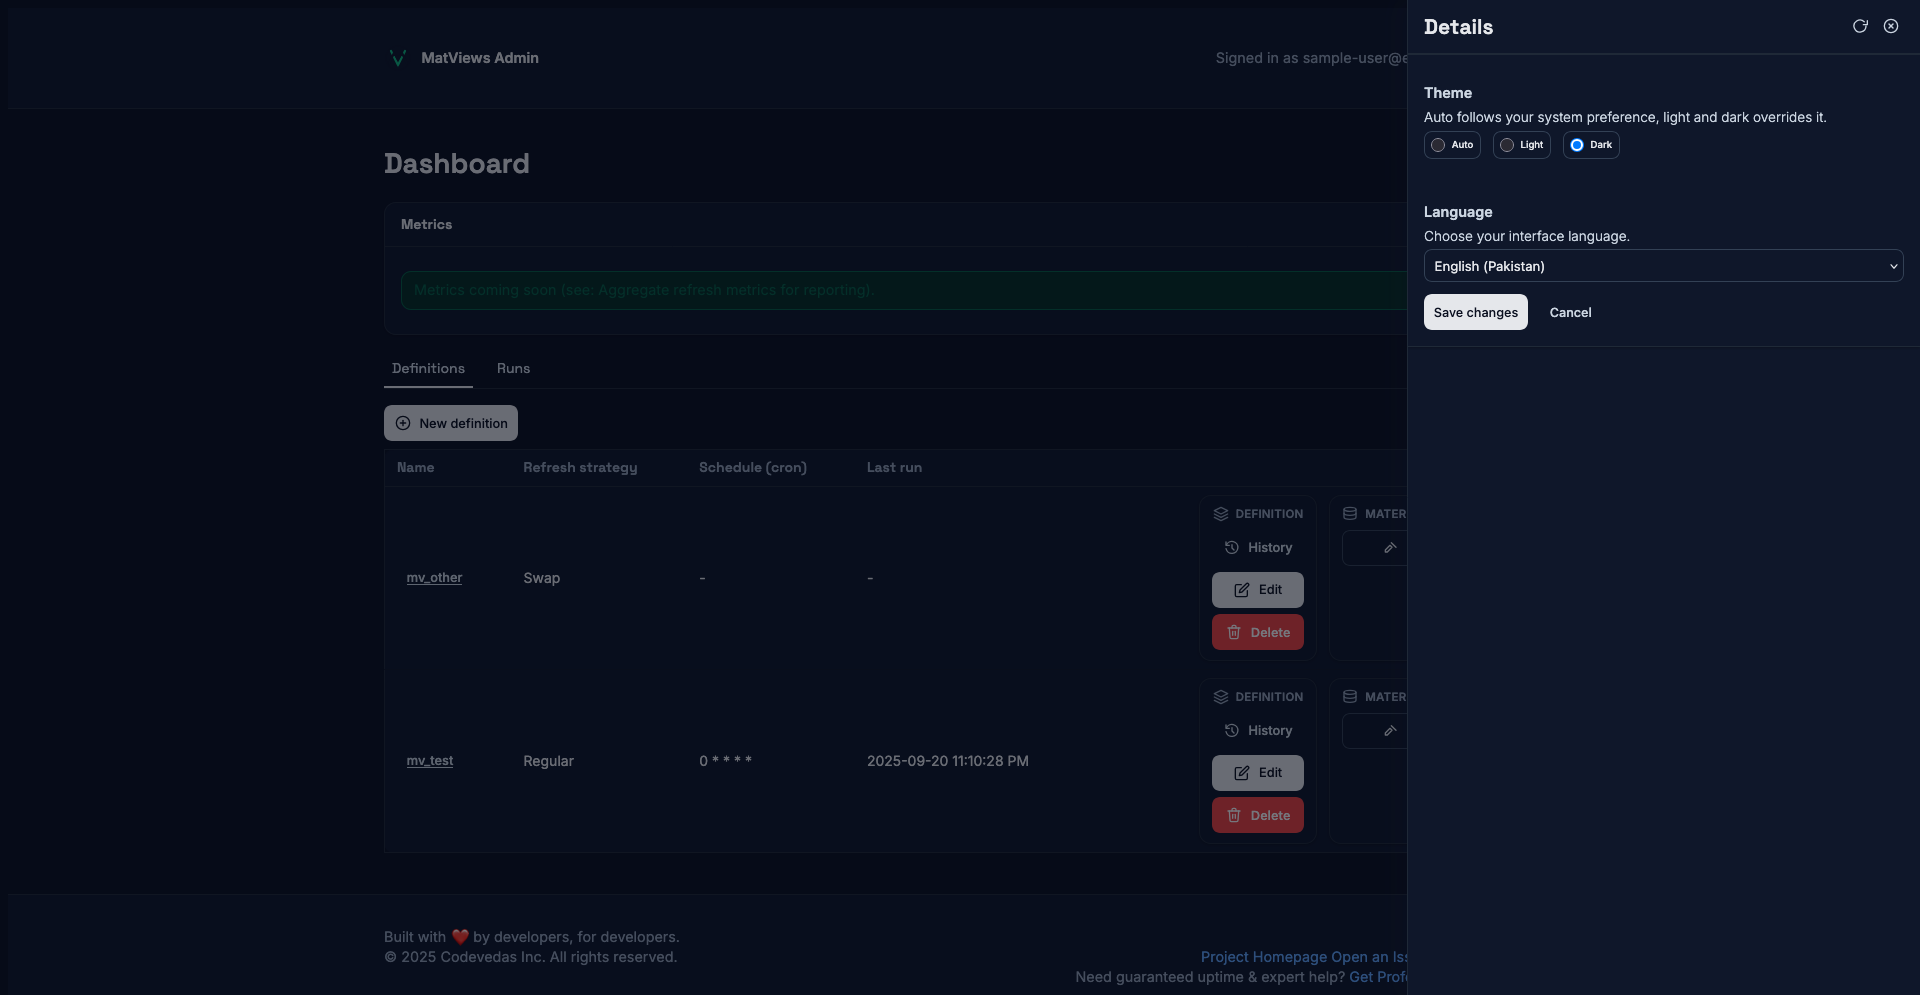 MatViews Admin
Signed in as sample-user@e
Dashboard
Metrics
Metrics coming soon (see: Aggregate refresh metrics for reporting).
Definitions
Runs
New definition
Name
Refresh strategy
Schedule (cron)
Last run
DEFINITION
MATER
History
mv_other
Swap
-
-
Edit
Delete
DEFINITION
MATER
History
mv_test
Regular
0 * * * *
2025-09-20 11:10:28 PM
Edit
Delete
Built with ❤️ by developers, for developers.
© 2025 Codevedas Inc. All rights reserved.
Project Homepage Open an Iss
Need guaranteed uptime & expert help? Get Profe
Details
Theme
Auto follows your system preference, light and dark overrides it.
Auto
Light
Dark
Language
Choose your interface language.
English (Pakistan)
Save changes
Cancel